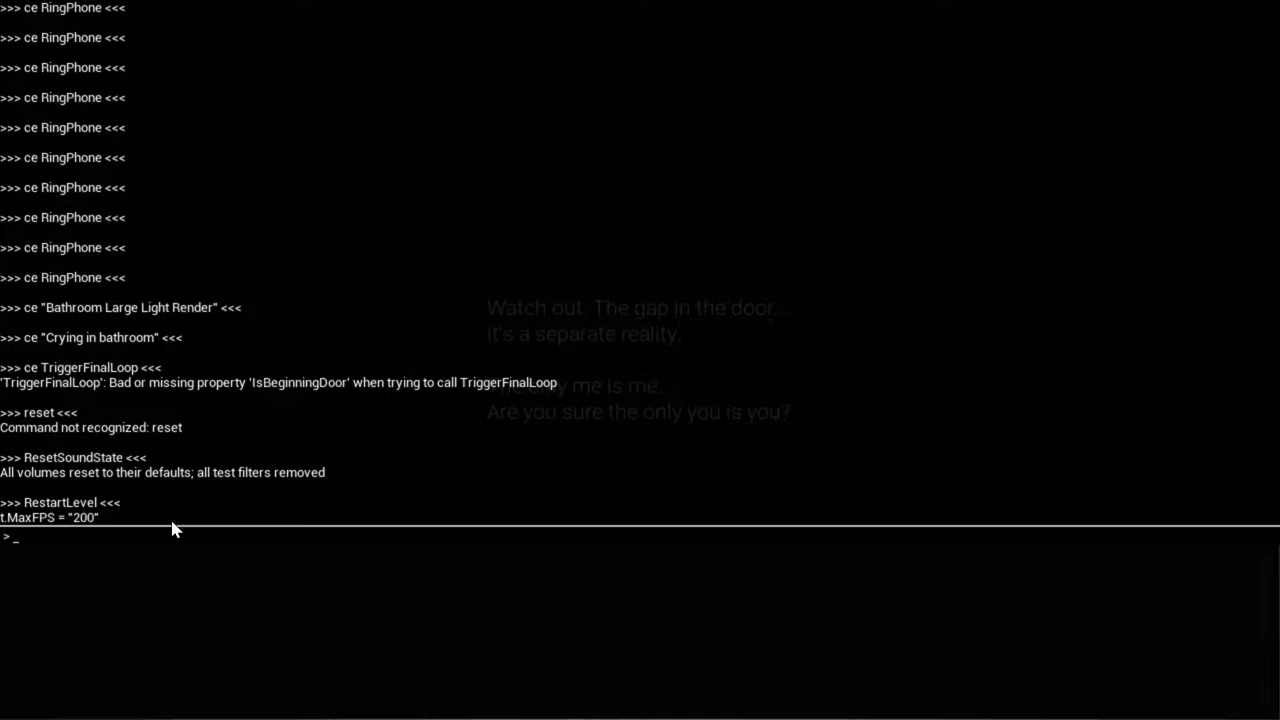 >>> ce RingPhone <<<
>>> ce RingPhone <<<
>>> ce RingPhone <<<
>>> ce RingPhone <<<
>>> ce RingPhone <<<
>>> ce RingPhone <<<
>>> ce RingPhone <<<
>>> ce RingPhone <<<
>>> ce RingPhone <<<
>>> ce RingPhone <<<
>>> ce "Bathroom Large Light Render" <<<
>>> ce "Crying in bathroom" <<<
>>> ce TriggerFinalLoop <<<
'TriggerFinalLoop': Bad or missing property 'IsBeginningDoor' when trying to call TriggerFinalLoop
>>> reset <<<
Command not recognized: reset
>>> ResetSoundState <<<
All volumes reset to their defaults; all test filters removed
>>> RestartLevel <<<
t.MaxFPS = "200"
> _
Watch out. The gap in the door...
it's a separate reality.
only me is me.
Are you sure the only you is you?